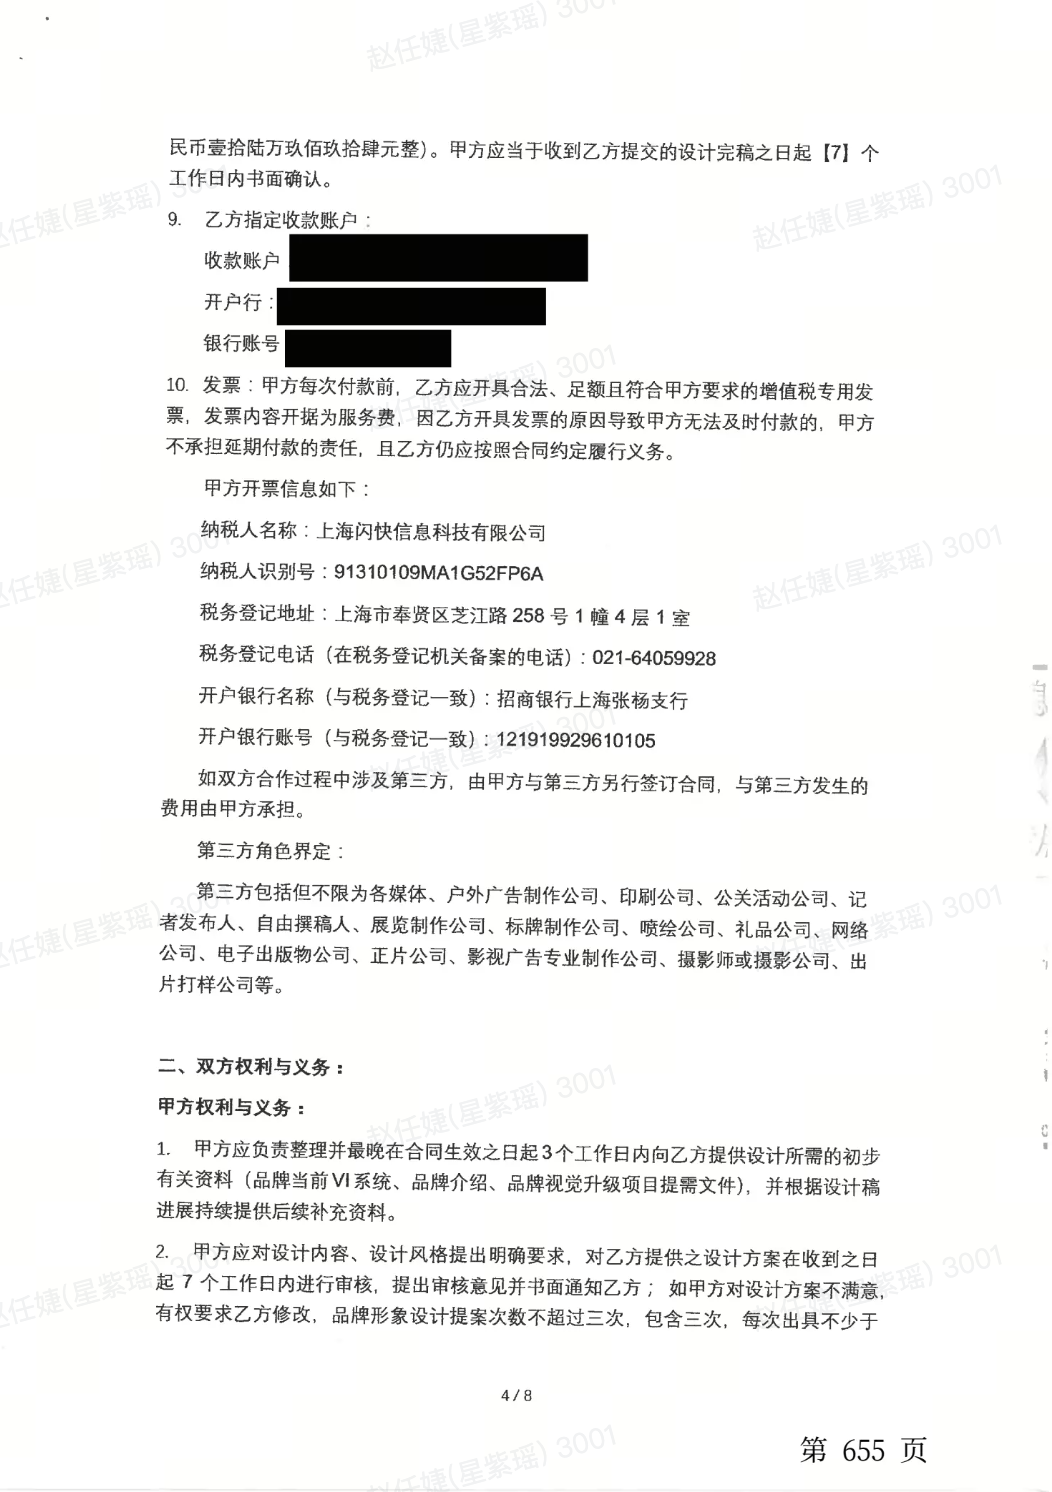 民币壹拾陆万玖佰玖拾肆元整)。甲方应当于收到乙方提交的设计完稿之日起【7】个
工作日内书面确认。
9. 乙方指定收款账户:
收款账户
开户行:
银行账号
10. 发票:甲方每次付款前,乙方应开具合法、足额且符合甲方要求的增值税专用发
票,发票内容开据为服务费,因乙方开具发票的原因导致甲方无法及时付款的,甲方
不承担延期付款的责任,且乙方仍应按照合同约定履行义务。
甲方开票信息如下:
纳税人名称:上海闪快信息科技有限公司
纳税人识别号:91310109MA1G52FP6A
税务登记地址:上海市奉贤区芝江路 258 号 1 幢 4 层 1 室
税务登记电话(在税务登记机关备案的电话):021-64059928
开户银行名称(与税务登记一致):招商银行上海张杨支行
开户银行账号(与税务登记一致):121919929610105
如双方合作过程中涉及第三方,由甲方与第三方另行签订合同,与第三方发生的
费用由甲方承担。
第三方角色界定:
第三方包括但不限为各媒体、户外广告制作公司、印刷公司、公关活动公司、记
者发布人、自由撰稿人、展览制作公司、标牌制作公司、喷绘公司、礼品公司、网络
公司、电子出版物公司、正片公司、影视广告专业制作公司、摄影师或摄影公司、出
片打样公司等。
二、双方权利与义务:
甲方权利与义务:
1. 甲方应负责整理并最晚在合同生效之日起3个工作日内向乙方提供设计所需的初步
有关资料(品牌当前VI系统、品牌介绍、品牌视觉升级项目提需文件),并根据设计稿
进展持续提供后续补充资料。
2. 甲方应对设计内容、设计风格提出明确要求,对乙方提供之设计方案在收到之日
起 7 个工作日内进行审核,提出审核意见并书面通知乙方;如甲方对设计方案不满意,
有权要求乙方修改,品牌形象设计提案次数不超过三次,包含三次,每次出具不少于
4 / 8
第 655 页
赵任婕(星紫瑶) 3001